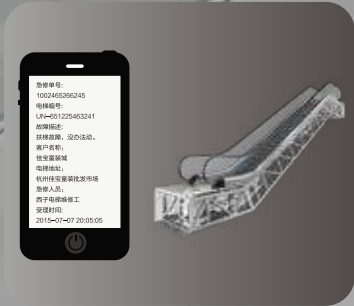 急修单号:
1002465266245
电梯编号:
UN-651225463241
故障描述:
扶梯故障，没办法动。
客户名称:
佳宝童装城
电梯地址:
杭州佳宝童装批发市场
急修人员:
西子电梯维修工
受理时间:
2015-07-07 20:05:05